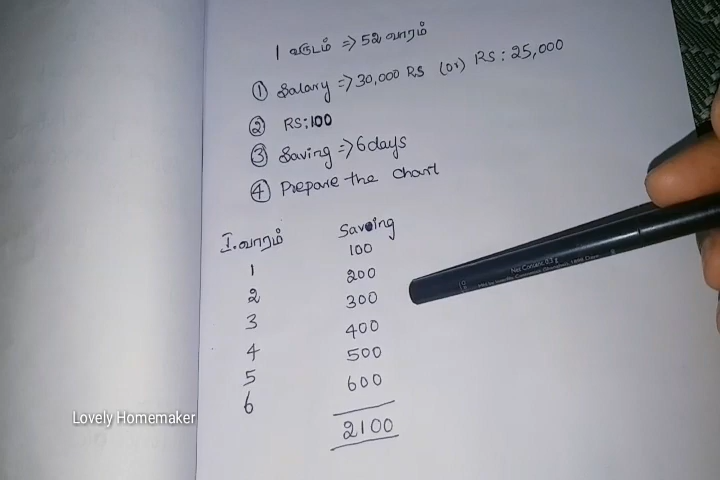 1 வருடம் => 52 வாரம்
① Salary => 30,000 RS (or) RS: 25,000
② RS: 100
③ Saving => 6 days
④ Prepare the Chart
I. வாரம் Saving
1 100
2 200
3 300
4 400
5 500
6 600
2100
Lovely Homemaker